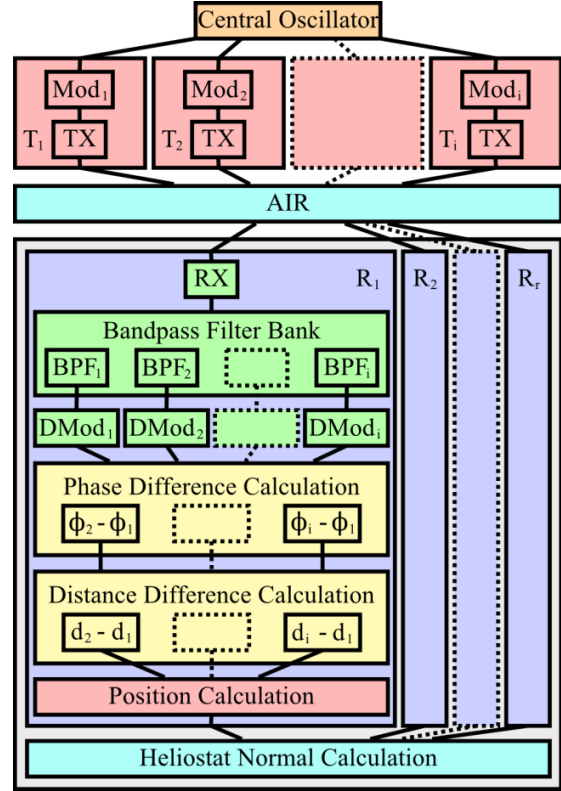 Central Oscillator
Mod₁ Mod₂ Modᵢ
T₁ TX T₂ TX Tᵢ TX
AIR
RX R₁ R₂ Rᵣ
Bandpass Filter Bank
BPF₁ BPF₂ BPFᵢ
DMod₁ DMod₂ DModᵢ
Phase Difference Calculation
ϕ₂ - ϕ₁ ϕᵢ - ϕ₁
Distance Difference Calculation
d₂ - d₁ dᵢ - d₁
Position Calculation
Heliostat Normal Calculation